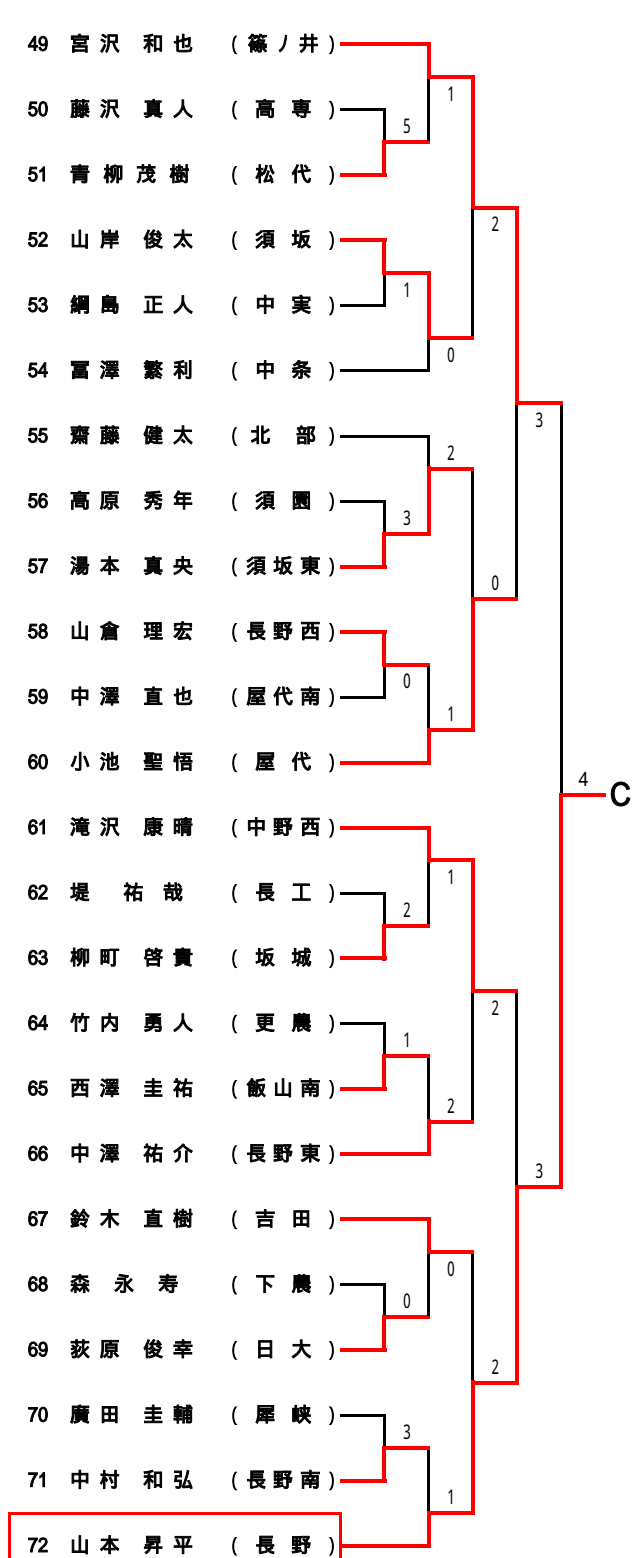 49 宮沢 和也 (篠ノ井)
1
50 藤沢 真人 (高専)
5
51 青柳茂樹 (松代)
2
52 山岸 俊太 (須坂)
1
53 綱島 正人 (中実)
0
54 冨澤 繁利 (中条)
3
55 齋藤 健太 (北 部)
2
56 高原 秀年 (須園)
3
57 湯本 真央 (須坂東)
0
58 山倉 理宏 (長野西)
0
59 中澤 直也 (屋代南)
1
60 小池 聖悟 (屋代)
4 C
61 滝沢 康晴 (中野西)
1
62 堤 祐哉 (長工)
2
63 柳町 啓貴 (坂城)
2
64 竹内 勇人 (更農)
1
65 西澤 圭祐 (飯山南)
2
66 中澤 祐介 (長野東)
3
67 鈴木 直樹 (吉田)
0
68 森 永 寿 (下農)
0
69 荻原 俊幸 (日大)
2
70 廣田 圭輔 (犀峡)
3
71 中村 和弘 (長野南)
1
72 山本 昇平 (長野)